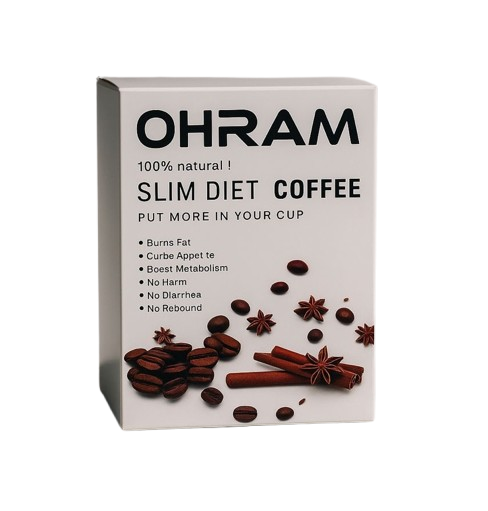 OHRAM
100% natural !
SLIM DIET COFFEE
PUT MORE IN YOUR CUP
• Burns Fat
• Curbe Appet te
• Boest Metabolism
• No Harm
• No DIarrhea
• No Rebound